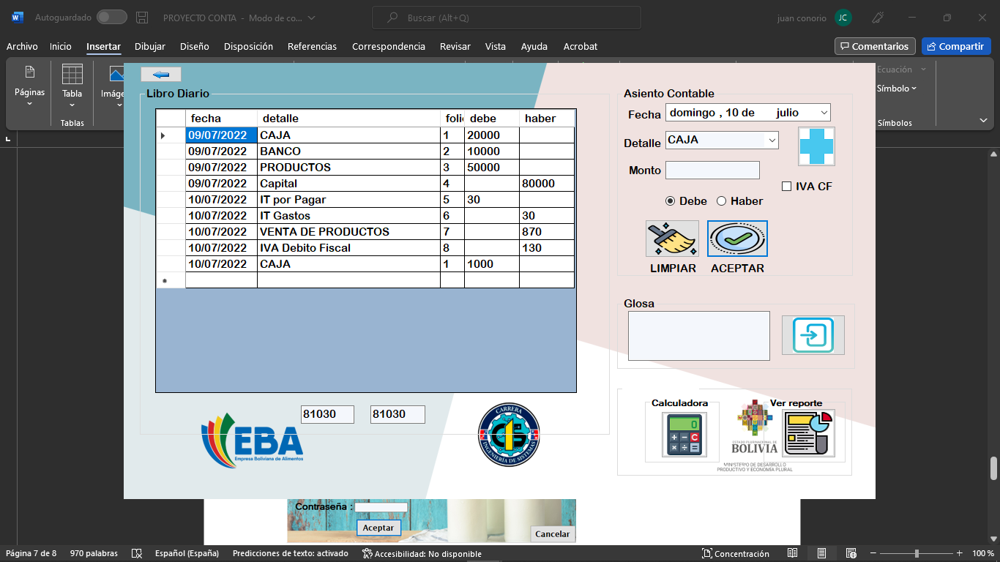 Autoguardado PROYECTO CONTA - Modo de co... Buscar (Alt+Q) juan conorio JC
Archivo Inicio Insertar Dibujar Diseño Disposición Referencias Correspondencia Revisar Vista Ayuda Acrobat Comentarios Compartir
Páginas Tabla Imáge Ecuación
Símbolo
Tablas Símbolos
Libro Diario
fecha detalle folio debe haber
09/07/2022 CAJA 1 20000
09/07/2022 BANCO 2 10000
09/07/2022 PRODUCTOS 3 50000
09/07/2022 Capital 4 80000
10/07/2022 IT por Pagar 5 30
10/07/2022 IT Gastos 6 30
10/07/2022 VENTA DE PRODUCTOS 7 870
10/07/2022 IVA Debito Fiscal 8 130
10/07/2022 CAJA 1 1000
*
81030 81030
EBA
Empresa Boliviana de Alimentos
CARRERA
INGENIERÍA DE SISTEMAS
Asiento Contable
Fecha domingo , 10 de julio
Detalle CAJA
Monto
IVA CF
Debe Haber
LIMPIAR ACEPTAR
Glosa
Calculadora Ver reporte
0
ESTADO PLURINACIONAL DE
BOLIVIA
MINISTERIO DE DESARROLLO
PRODUCTIVO Y ECONOMÍA PLURAL
Contraseña :
Aceptar
Cancelar
Página 7 de 8 970 palabras Español (España) Predicciones de texto: activado Accesibilidad: No disponible Concentración 100 %